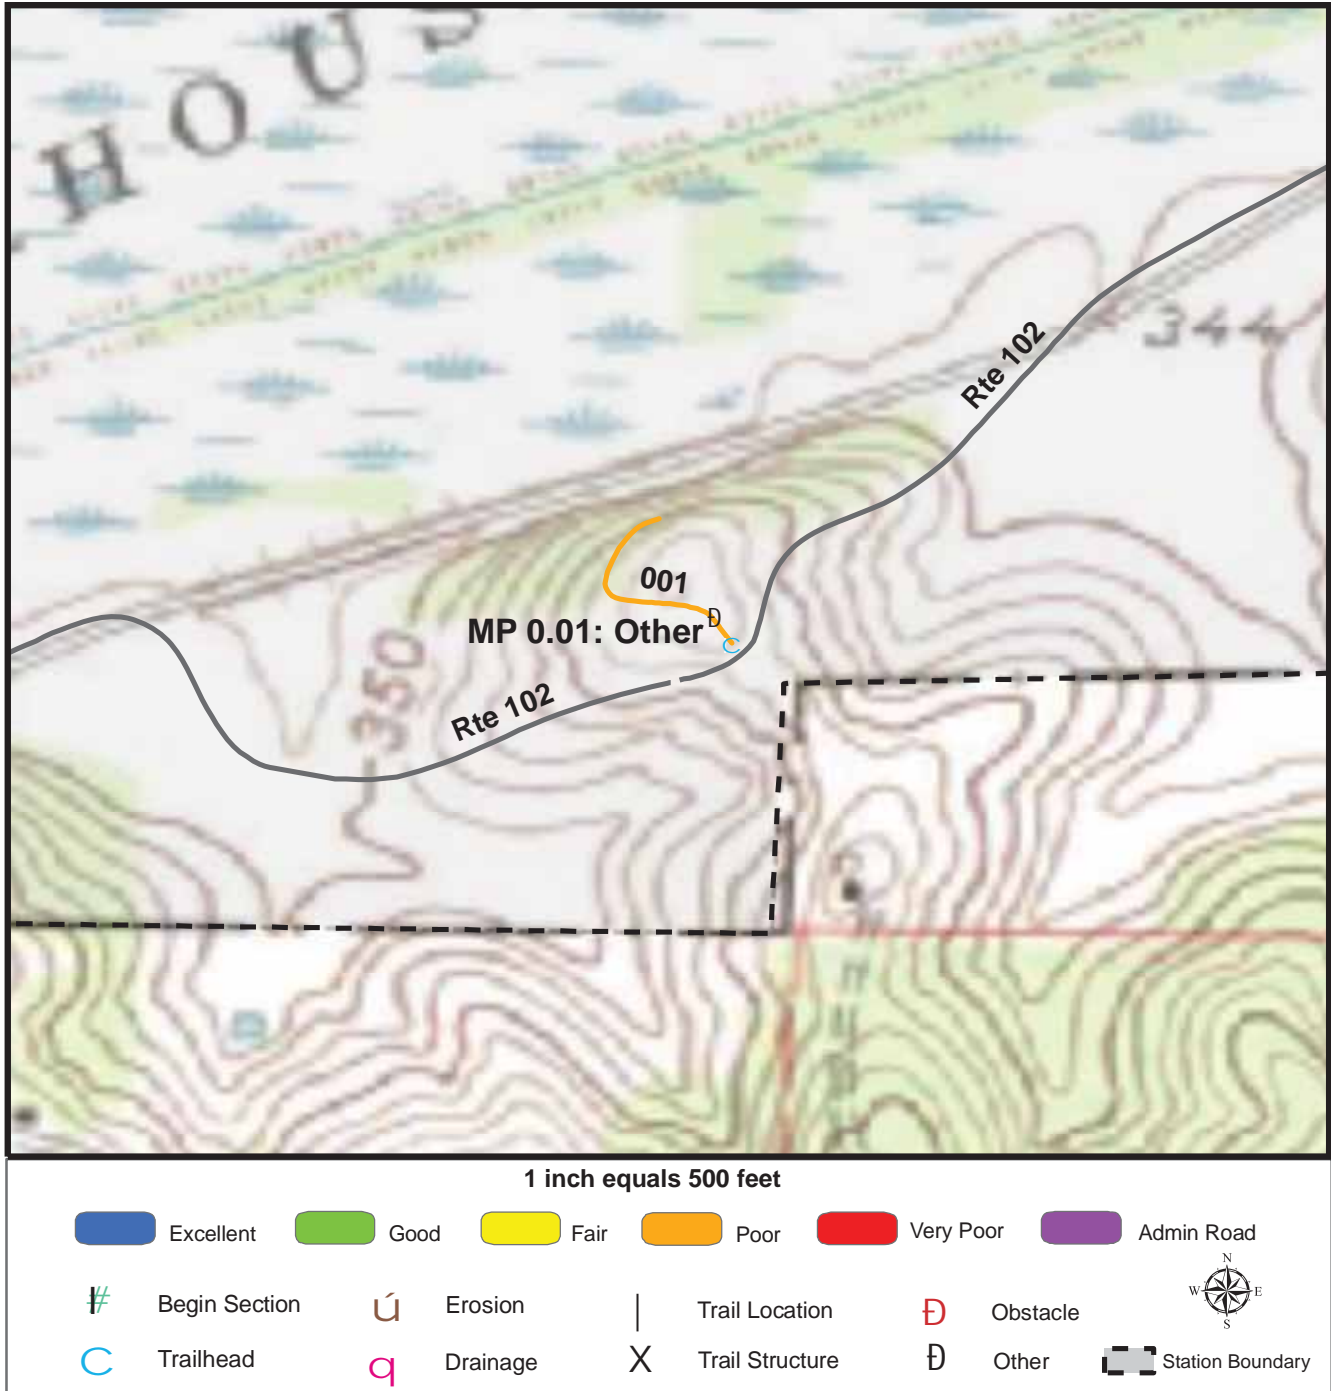 HOUS
344
Rte 102
001
MP 0.01: Other Đ
C
350
Rte 102
1 inch equals 500 feet
Excellent Good Fair Poor Very Poor Admin Road
N
W E
S
Begin Section ú Erosion | Trail Location Đ Obstacle
C Trailhead q Drainage X Trail Structure Đ Other Station Boundary